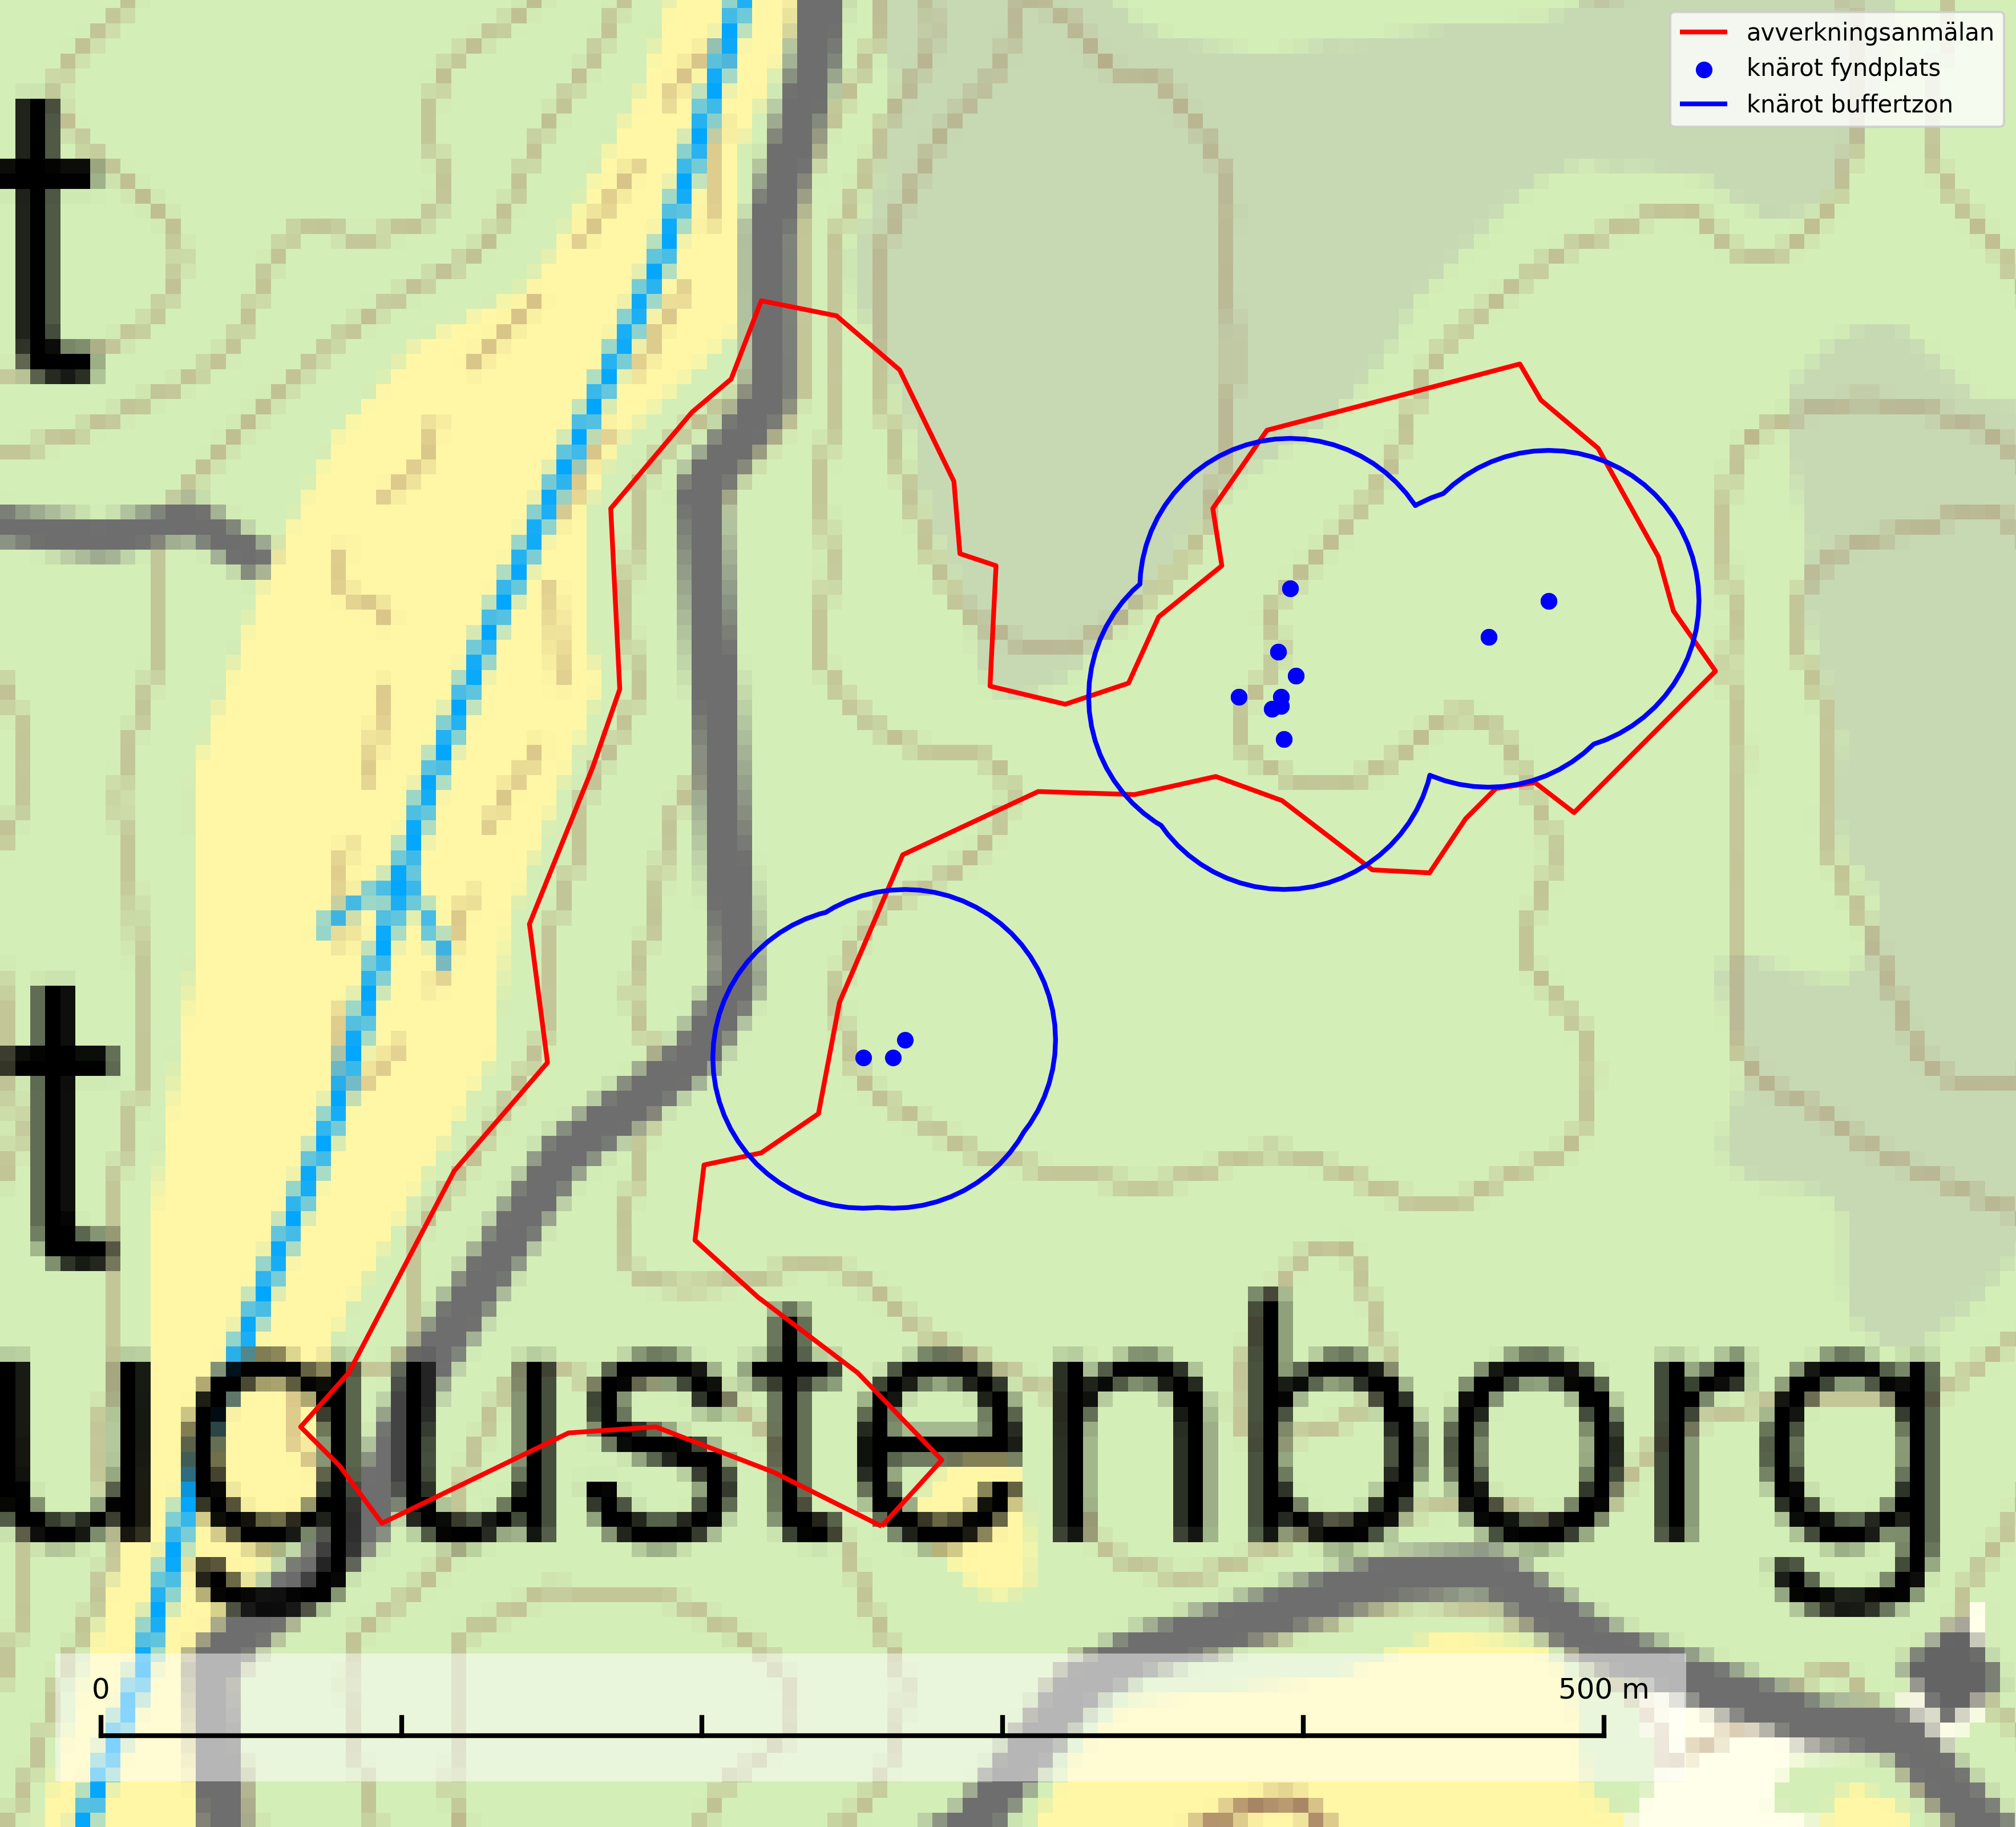 avverkningsanmälan
knärot fyndplats
knärot buffertzon
t
t
ugustenborg
0 500 m